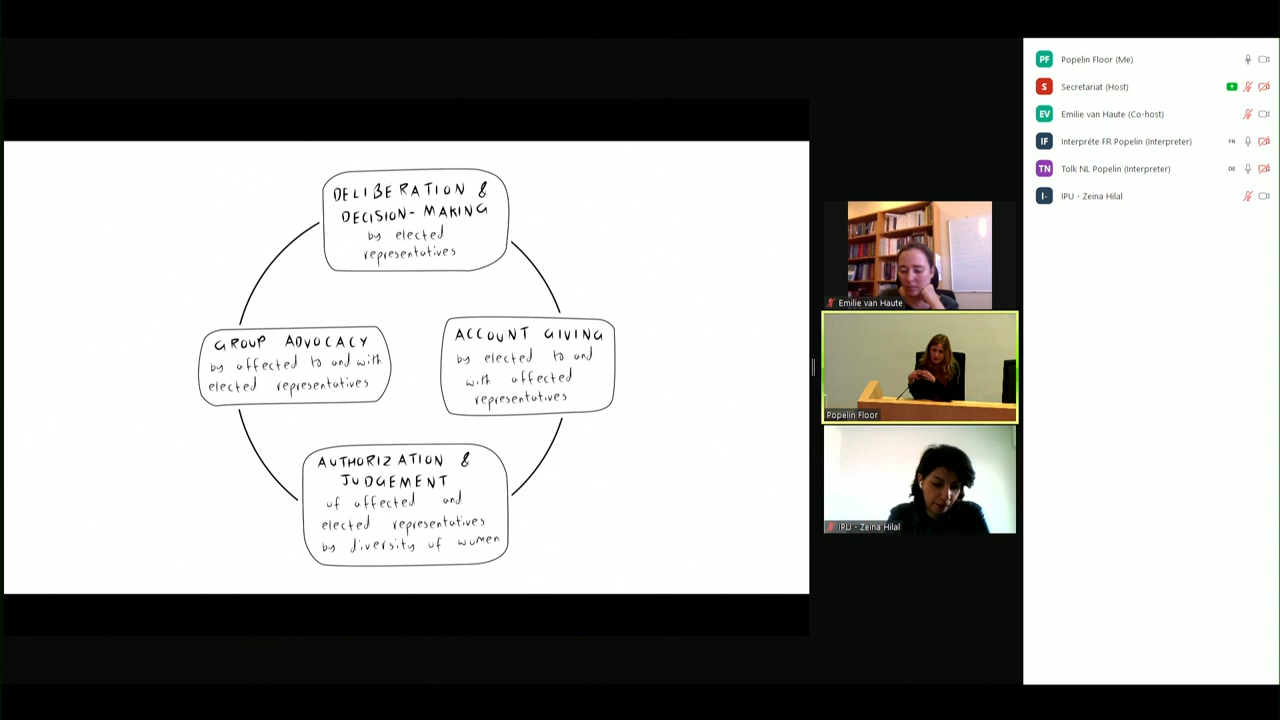 DELIBERATION &
DECISION-MAKING
by elected
representatives
GROUP ADVOCACY
by affected to and with
elected representatives
ACCOUNT GIVING
by elected to and
with affected
representatives
AUTHORIZATION &
JUDGEMENT
of affected and
elected representatives
by diversity of women
Emilie van Haute
Popelin Floor
IPU - Zeina Hilal
PF Popelin Floor (Me)
S Secretariat (Host)
EV Emilie van Haute (Co-host)
IF Interprète FR Popelin (Interpreter) FR
TN Tolk NL Popelin (Interpreter) DE
I- IPU - Zeina Hilal